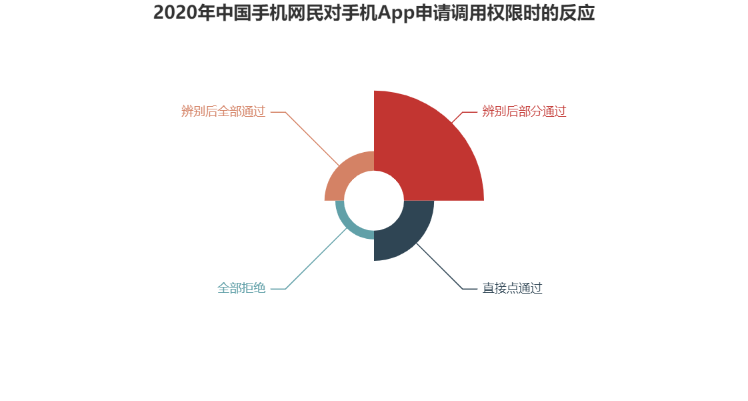 2020年中国手机网民对手机App申请调用权限时的反应
辨别后全部通过
辨别后部分通过
全部拒绝
直接点通过